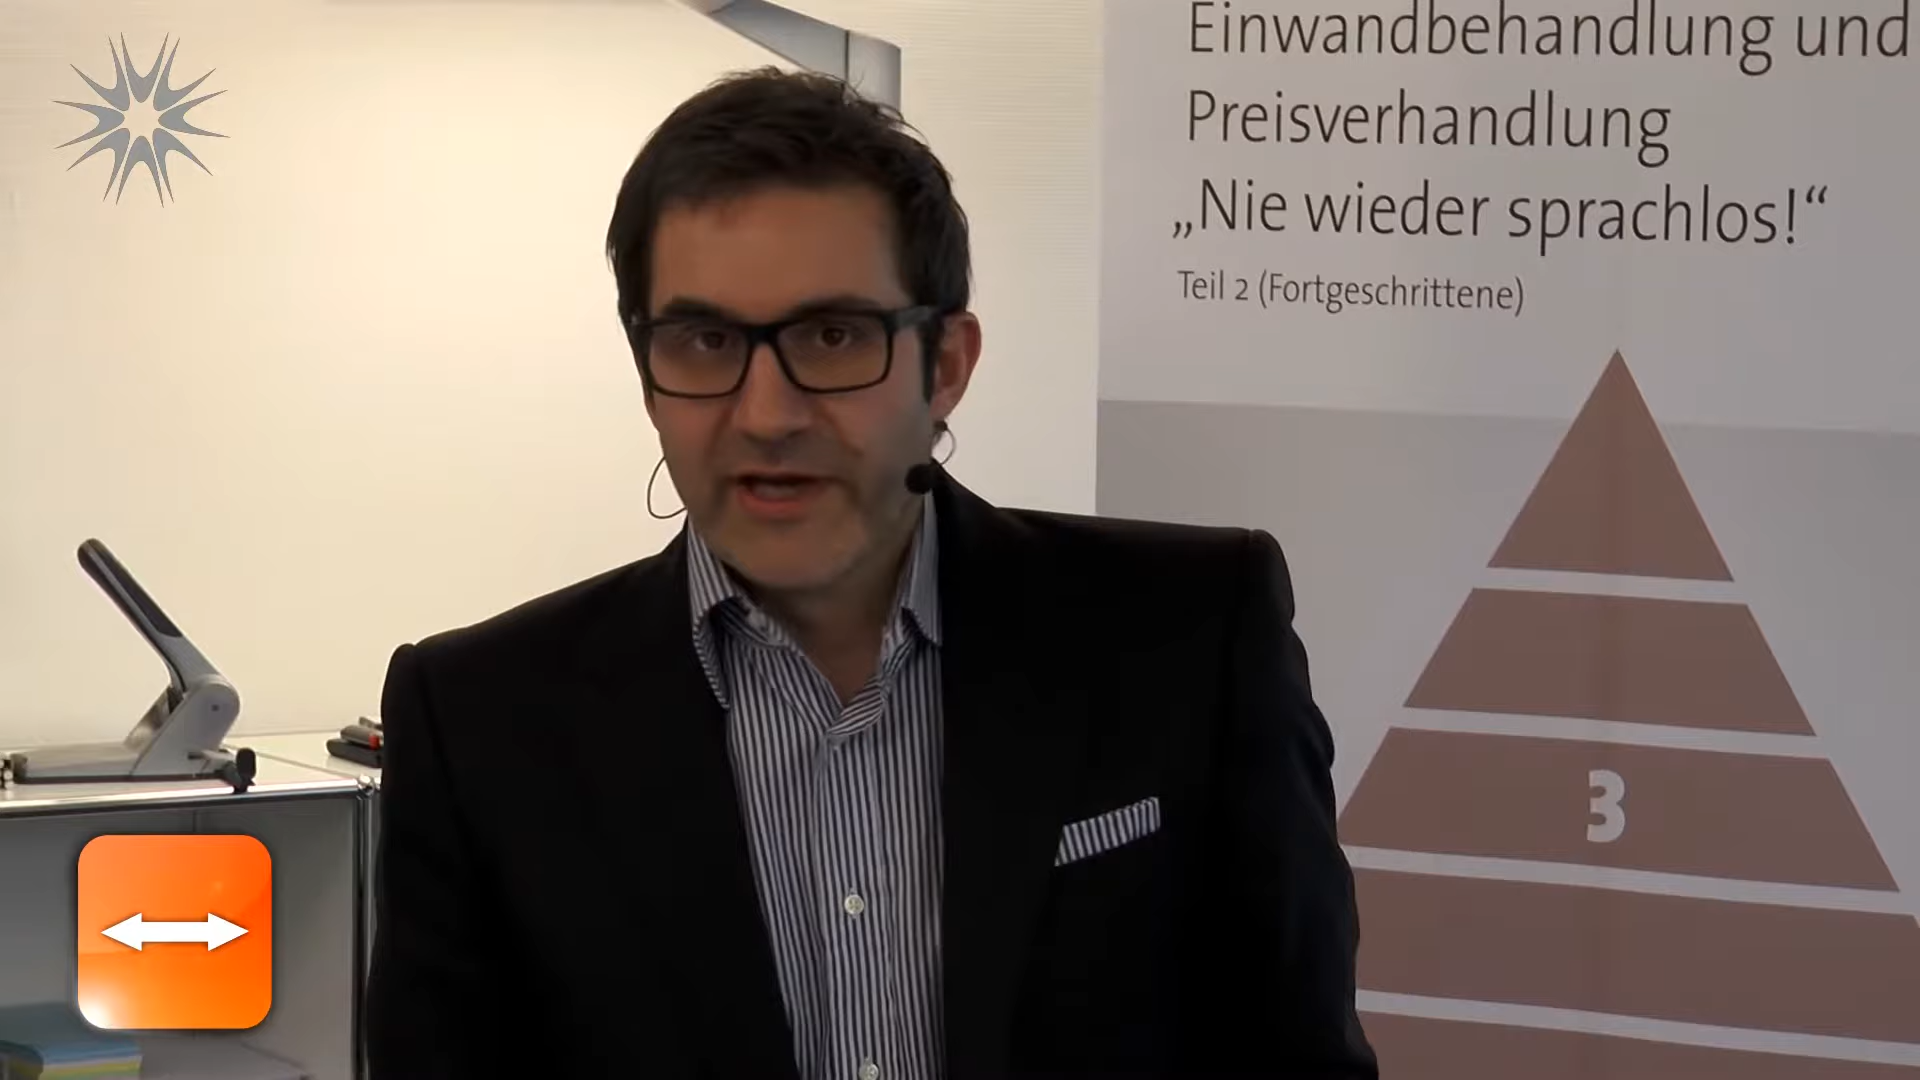 Einwandbehandlung und
Preisverhandlung
„Nie wieder sprachlos!“
Teil 2 (Fortgeschrittene)
3